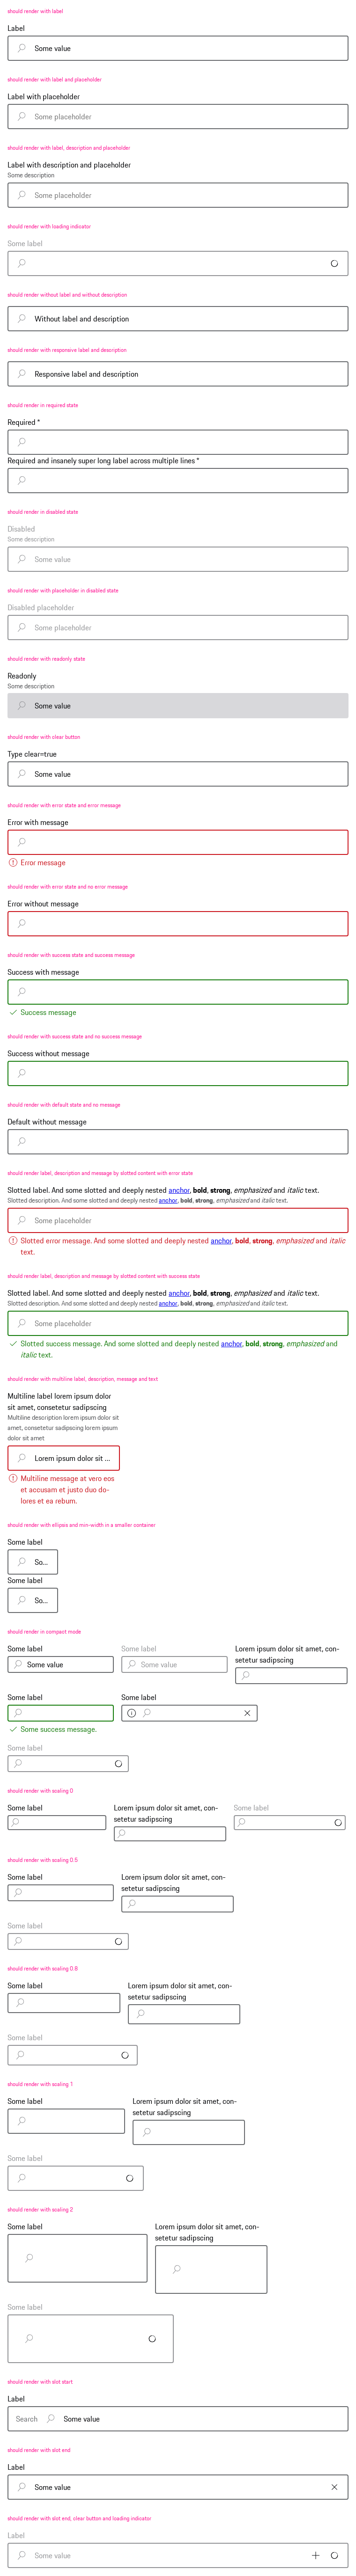 should render with label
Label
Some value
should render with label and placeholder
Label with placeholder
Some placeholder
should render with label, description and placeholder
Label with description and placeholder
Some description
Some placeholder
should render with loading indicator
Some label
should render without label and without description
Without label and description
should render with responsive label and description
Responsive label and description
should render in required state
Required *
Required and insanely super long label across multiple lines *
should render in disabled state
Disabled
Some description
Some value
should render with placeholder in disabled state
Disabled placeholder
Some placeholder
should render with readonly state
Readonly
Some description
Some value
should render with clear button
Type clear=true
Some value
should render with error state and error message
Error with message
Error message
should render with error state and no error message
Error without message
should render with success state and success message
Success with message
Success message
should render with success state and no success message
Success without message
should render with default state and no message
Default without message
should render label, description and message by slotted content with error state
Slotted label. And some slotted and deeply nested anchor, bold, strong, emphasized and italic text.
Slotted description. And some slotted and deeply nested anchor, bold, strong, emphasized and italic text.
Some placeholder
Slotted error message. And some slotted and deeply nested anchor, bold, strong, emphasized and italic
text.
should render label, description and message by slotted content with success state
Slotted label. And some slotted and deeply nested anchor, bold, strong, emphasized and italic text.
Slotted description. And some slotted and deeply nested anchor, bold, strong, emphasized and italic text.
Some placeholder
Slotted success message. And some slotted and deeply nested anchor, bold, strong, emphasized and
italic text.
should render with multiline label, description, message and text
Multiline label lorem ipsum dolor
sit amet, consetetur sadipscing
Multiline description lorem ipsum dolor sit
amet, consetetur sadipscing lorem ipsum
dolor sit amet
Lorem ipsum dolor sit ...
Multiline message at vero eos
et accusam et justo duo do-
lores et ea rebum.
should render with ellipsis and min-width in a smaller container
Some label
So...
Some label
So...
should render in compact mode
Some label
Some value
Some label
Some value
Lorem ipsum dolor sit amet, con-
setetur sadipscing
Some label
Some success message.
Some label
Some label
should render with scaling 0
Some label
Lorem ipsum dolor sit amet, con-
setetur sadipscing
Some label
should render with scaling 0.5
Some label
Lorem ipsum dolor sit amet, con-
setetur sadipscing
Some label
should render with scaling 0.8
Some label
Lorem ipsum dolor sit amet, con-
setetur sadipscing
Some label
should render with scaling 1
Some label
Lorem ipsum dolor sit amet, con-
setetur sadipscing
Some label
should render with scaling 2
Some label
Lorem ipsum dolor sit amet, con-
setetur sadipscing
Some label
should render with slot start
Label
Search
Some value
should render with slot end
Label
Some value
should render with slot end, clear button and loading indicator
Label
Some value